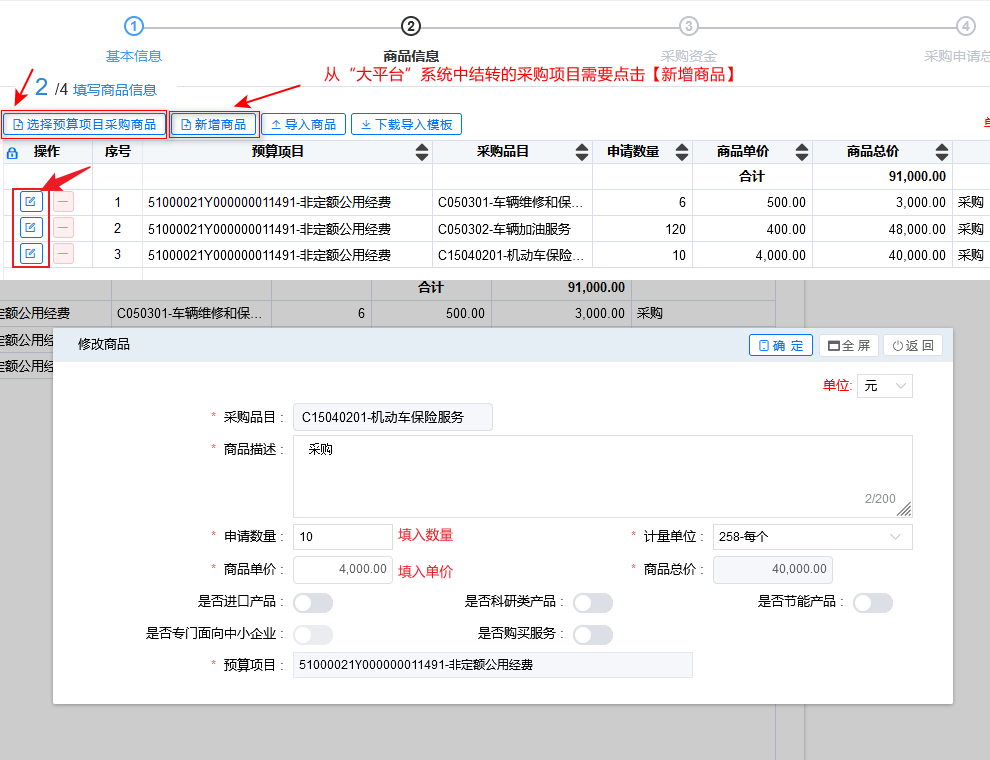 1 2 3 4
基本信息 商品信息 采购资金 采购申请总
从“大平台”系统中结转的采购项目需要点击【新增商品】
2 /4 填写商品信息
选择预算项目采购商品 新增商品 导入商品 下载导入模板
操作 序号 预算项目 采购品目 申请数量 商品单价 商品总价
合计 91,000.00
1 51000021Y000000011491-非定额公用经费 C050301-车辆维修和保... 6 500.00 3,000.00 采购
2 51000021Y000000011491-非定额公用经费 C050302-车辆加油服务 120 400.00 48,000.00 采购
3 51000021Y000000011491-非定额公用经费 C15040201-机动车保险... 10 4,000.00 40,000.00 采购
合计 91,000.00
定额公用经费 C050301-车辆维修和保... 6 500.00 3,000.00 采购
定额公用经
定额公用经
修改商品 确 定 全 屏 返 回
单位: 元
* 采购品目 : C15040201-机动车保险服务
* 商品描述 : 采购
2/200
* 申请数量 : 10 填入数量 * 计量单位 : 258-每个
* 商品单价 : 4,000.00 填入单价 * 商品总价 : 40,000.00
是否进口产品 : 是否科研类产品 : 是否节能产品 :
是否专门面向中小企业 : 是否购买服务 :
* 预算项目 : 51000021Y000000011491-非定额公用经费